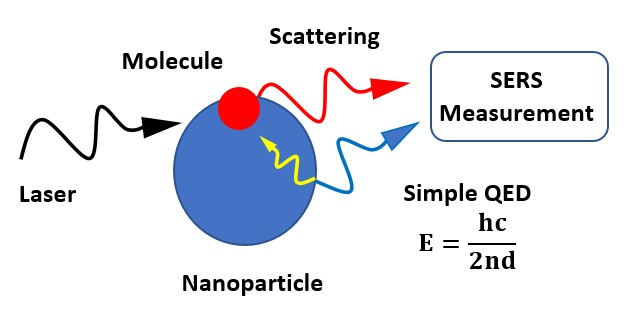 Scattering
Molecule
SERS
Measurement
Laser
Simple QED
E = hc/2nd
Nanoparticle